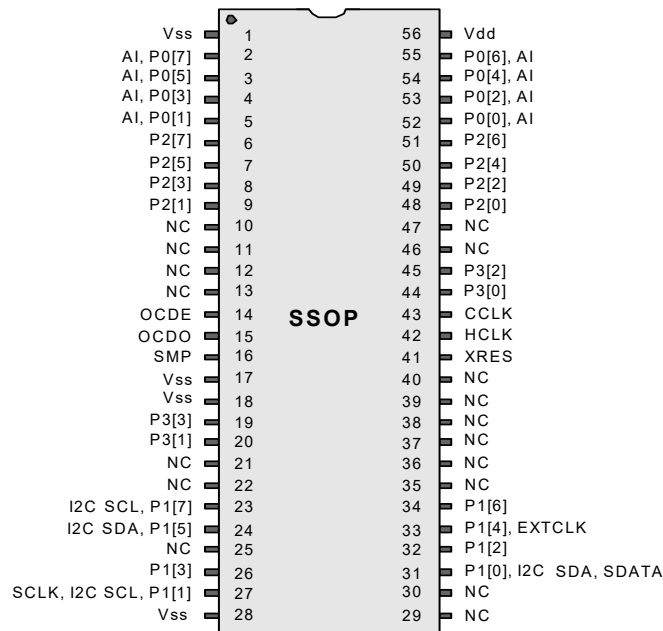 Vss 1 56 Vdd
AI, P0[7] 2 55 P0[6], AI
AI, P0[5] 3 54 P0[4], AI
AI, P0[3] 4 53 P0[2], AI
AI, P0[1] 5 52 P0[0], AI
P2[7] 6 51 P2[6]
P2[5] 7 50 P2[4]
P2[3] 8 49 P2[2]
P2[1] 9 48 P2[0]
NC 10 47 NC
NC 11 46 NC
NC 12 45 P3[2]
NC 13 44 P3[0]
OCDE 14 SSOP 43 CCLK
OCDO 15 42 HCLK
SMP 16 41 XRES
Vss 17 40 NC
Vss 18 39 NC
P3[3] 19 38 NC
P3[1] 20 37 NC
NC 21 36 NC
NC 22 35 NC
I2C SCL, P1[7] 23 34 P1[6]
I2C SDA, P1[5] 24 33 P1[4], EXTCLK
NC 25 32 P1[2]
P1[3] 26 31 P1[0], I2C SDA, SDATA
SCLK, I2C SCL, P1[1] 27 30 NC
Vss 28 29 NC